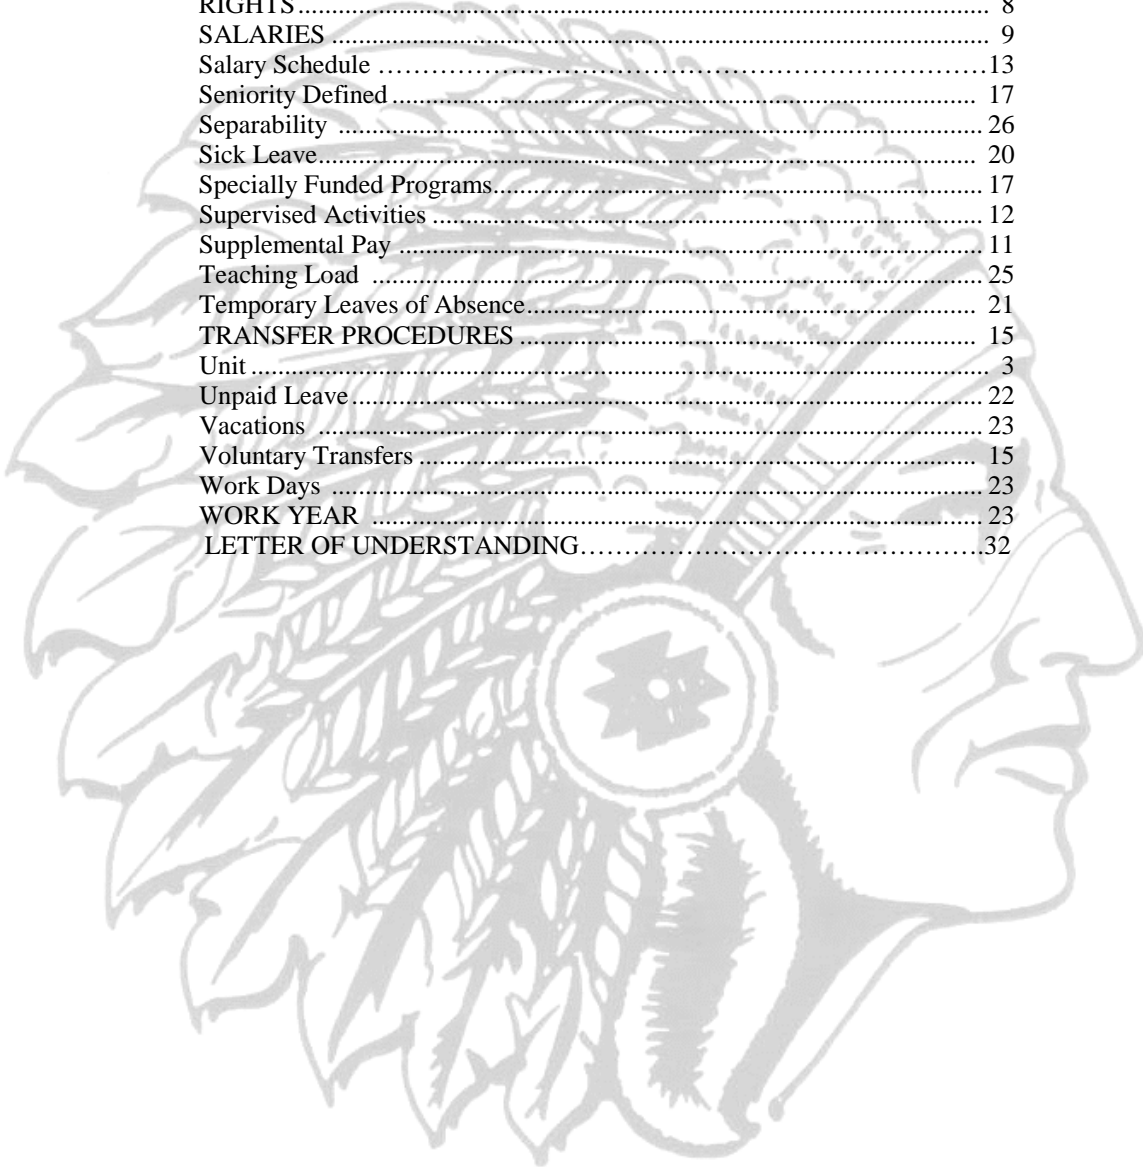 RIGHTS........................................................................................................ 8
SALARIES .................................................................................................. 9
Salary Schedule ……………………………………………………………13
Seniority Defined ....................................................................................... 17
Separability ................................................................................................ 26
Sick Leave.................................................................................................. 20
Specially Funded Programs......................................................................... 17
Supervised Activities .................................................................................. 12
Supplemental Pay ....................................................................................... 11
Teaching Load ........................................................................................... 25
Temporary Leaves of Absence................................................................... 21
TRANSFER PROCEDURES .................................................................... 15
Unit .............................................................................................................. 3
Unpaid Leave .............................................................................................. 22
Vacations ................................................................................................... 23
Voluntary Transfers ................................................................................... 15
Work Days ................................................................................................. 23
WORK YEAR ........................................................................................... 23
LETTER OF UNDERSTANDING…………………………………………..32